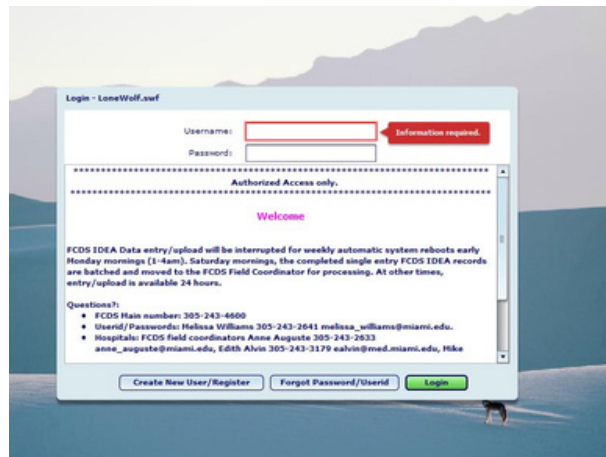 Login - LoneWolf.swf
Username:
Information required.
Password:
****************************************************************************************
Authorized Access only.
****************************************************************************************
Welcome
FCDS IDEA Data entry/upload will be interrupted for weekly automatic system reboots early
Monday mornings (1-4am). Saturday mornings, the completed single entry FCDS IDEA records
are batched and moved to the FCDS Field Coordinator for processing. At other times,
entry/upload is available 24 hours.
Questions?:
• FCDS Main number: 305-243-4600
• Userid/Passwords: Melissa Williams 305-243-2641 melissa_williams@miami.edu.
• Hospitals: FCDS field coordinators Anne Auguste 305-243-2633
anne_auguste@miami.edu, Edith Alvin 305-243-3179 ealvin@med.miami.edu, Mike
Create New User/Register
Forgot Password/Userid
Login